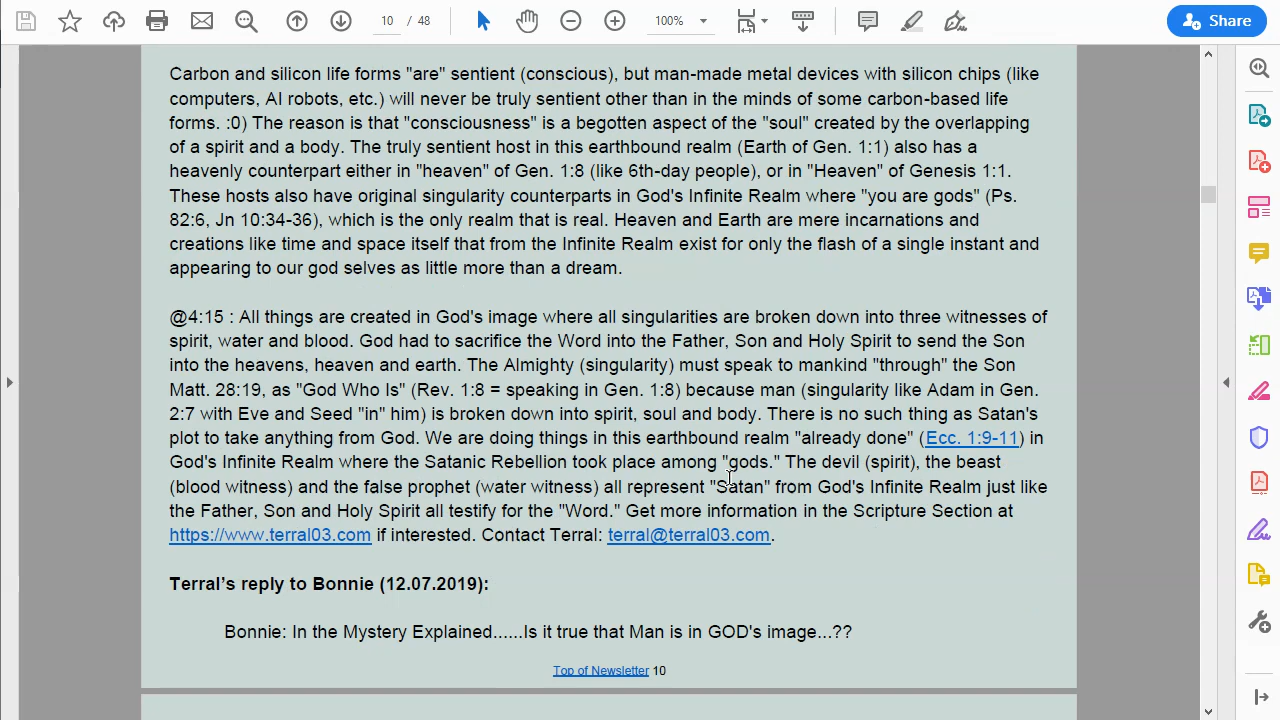 10 / 48
100%
Share
Carbon and silicon life forms "are" sentient (conscious), but man-made metal devices with silicon chips (like
computers, AI robots, etc.) will never be truly sentient other than in the minds of some carbon-based life
forms. :0) The reason is that "consciousness" is a begotten aspect of the "soul" created by the overlapping
of a spirit and a body. The truly sentient host in this earthbound realm (Earth of Gen. 1:1) also has a
heavenly counterpart either in "heaven" of Gen. 1:8 (like 6th-day people), or in "Heaven" of Genesis 1:1.
These hosts also have original singularity counterparts in God's Infinite Realm where "you are gods" (Ps.
82:6, Jn 10:34-36), which is the only realm that is real. Heaven and Earth are mere incarnations and
creations like time and space itself that from the Infinite Realm exist for only the flash of a single instant and
appearing to our god selves as little more than a dream.
@4:15 : All things are created in God's image where all singularities are broken down into three witnesses of
spirit, water and blood. God had to sacrifice the Word into the Father, Son and Holy Spirit to send the Son
into the heavens, heaven and earth. The Almighty (singularity) must speak to mankind "through" the Son
Matt. 28:19, as "God Who Is" (Rev. 1:8 = speaking in Gen. 1:8) because man (singularity like Adam in Gen.
2:7 with Eve and Seed "in" him) is broken down into spirit, soul and body. There is no such thing as Satan's
plot to take anything from God. We are doing things in this earthbound realm "already done" (Ecc. 1:9-11) in
God's Infinite Realm where the Satanic Rebellion took place among "gods." The devil (spirit), the beast
(blood witness) and the false prophet (water witness) all represent "Satan" from God's Infinite Realm just like
the Father, Son and Holy Spirit all testify for the "Word." Get more information in the Scripture Section at
https://www.terral03.com if interested. Contact Terral: terral@terral03.com.
Terral's reply to Bonnie (12.07.2019):
Bonnie: In the Mystery Explained......Is it true that Man is in GOD's image...??
Top of Newsletter 10